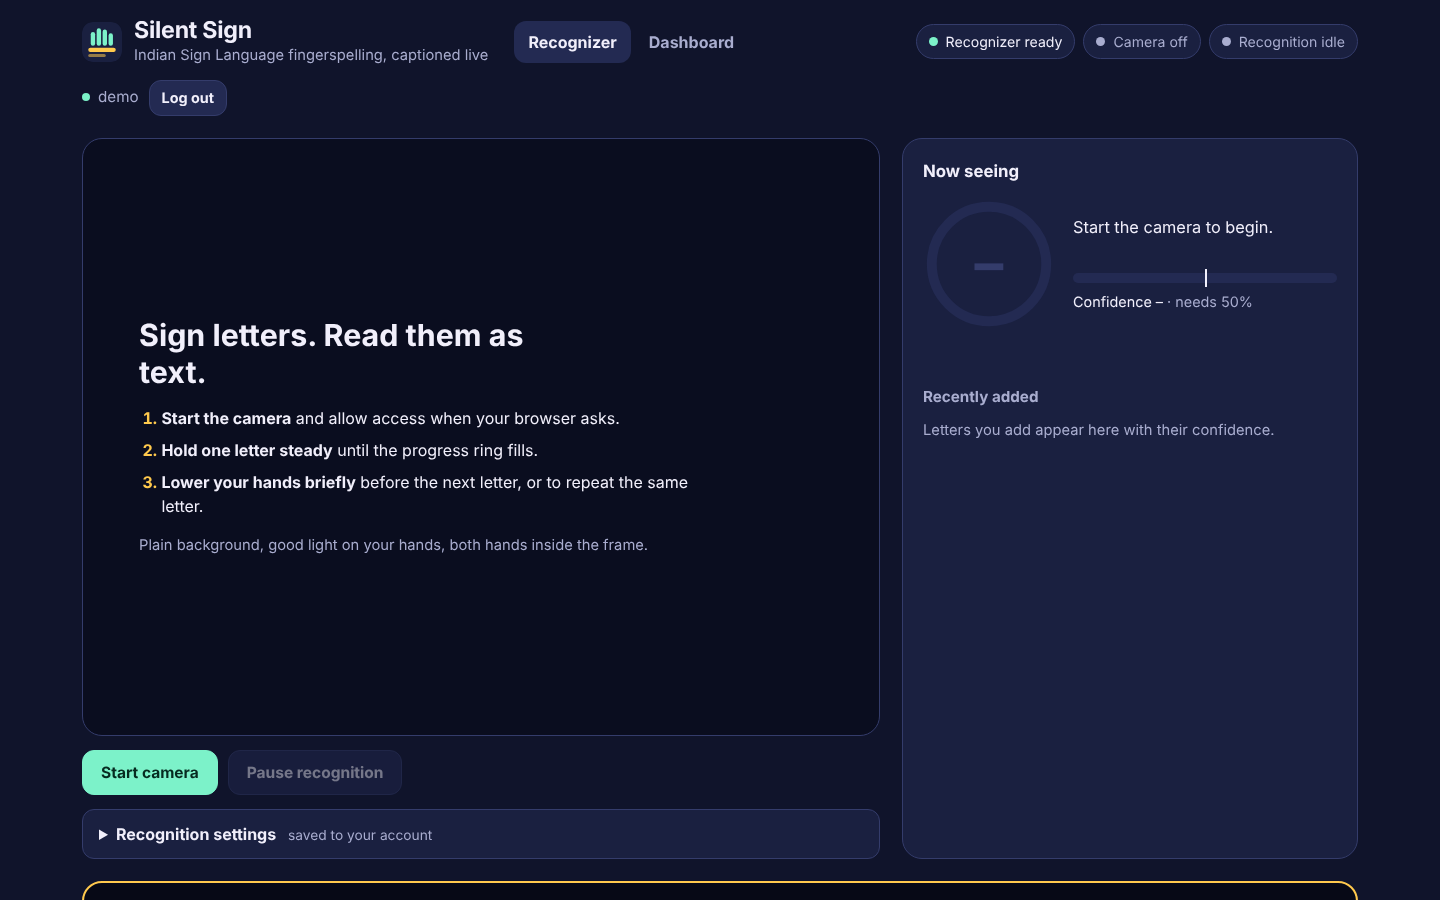 Silent Sign
Indian Sign Language fingerspelling, captioned live
Recognizer
Dashboard
Recognizer ready
Camera off
Recognition idle
demo
Log out
Sign letters. Read them as
text.
1. Start the camera and allow access when your browser asks.
2. Hold one letter steady until the progress ring fills.
3. Lower your hands briefly before the next letter, or to repeat the same
letter.
Plain background, good light on your hands, both hands inside the frame.
Start camera
Pause recognition
Recognition settings saved to your account
Now seeing
–
Start the camera to begin.
Confidence – · needs 50%
Recently added
Letters you add appear here with their confidence.